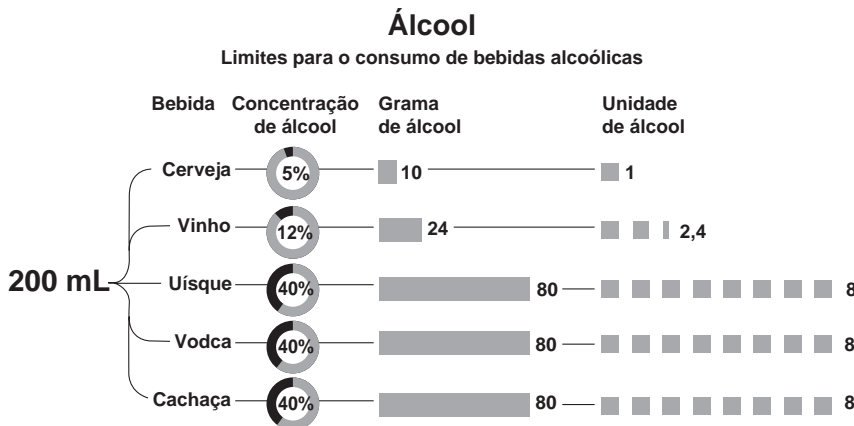 Álcool
Limites para o consumo de bebidas alcoólicas
Bebida Concentração de álcool Grama de álcool Unidade de álcool
Cerveja 5% 10 1
Vinho 12% 24 2,4
200 mL Uísque 40% 80 8
Vodca 40% 80 8
Cachaça 40% 80 8